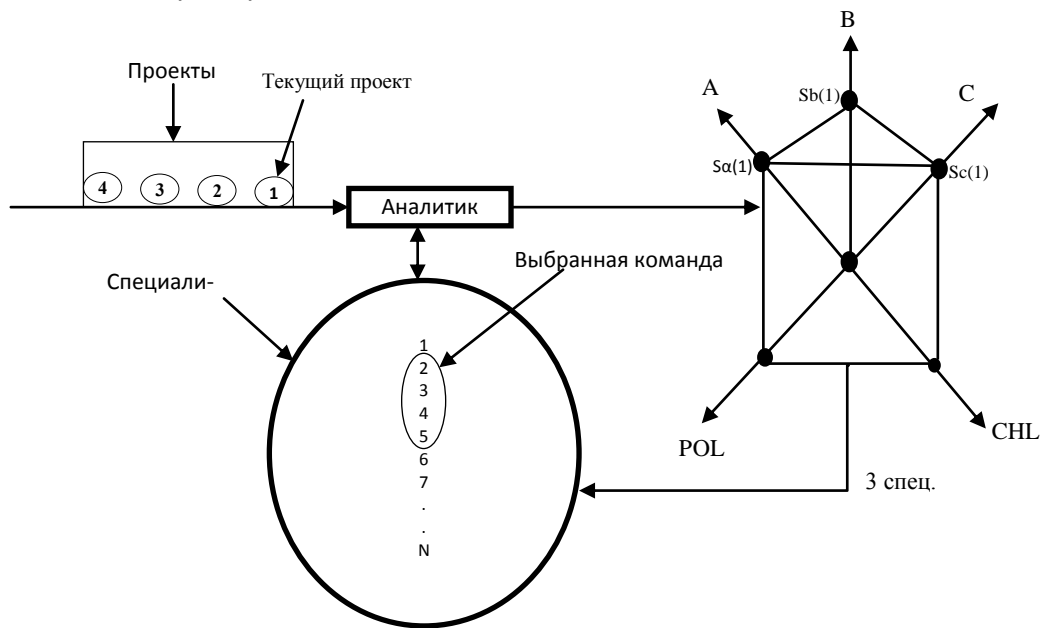 B
Проекты
Текущий проект
A
Sb(1)
C
Sα(1)
Sc(1)
4 3 2 1
Аналитик
Выбранная команда
Специали-
1
2
3
4
5
6
7
.
.
N
POL
CHL
3 спец.